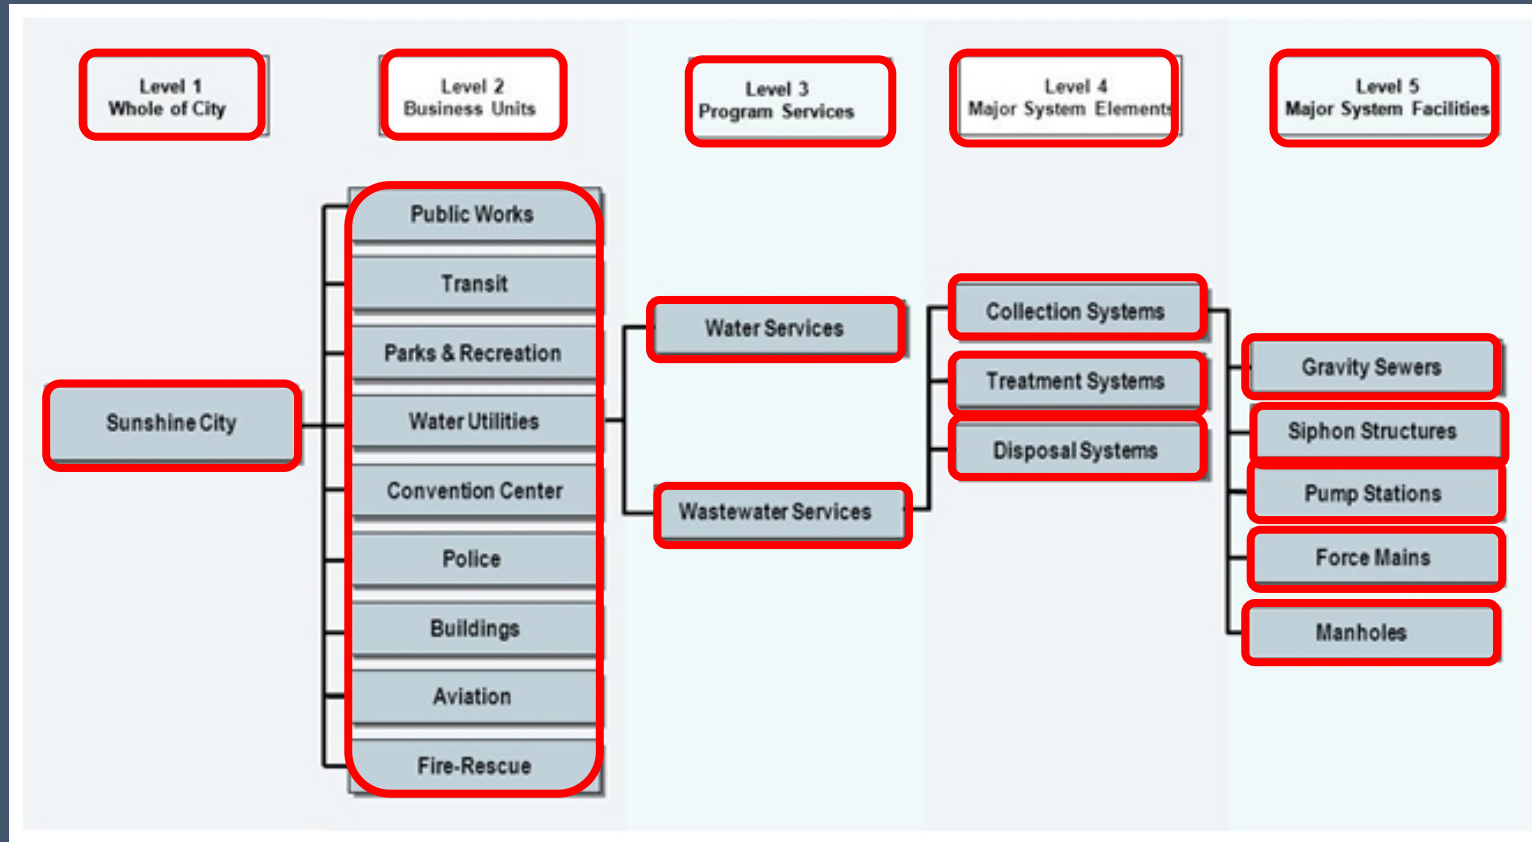 Level 1
Whole of City
Level 2
Business Units
Level 3
Program Services
Level 4
Major System Elements
Level 5
Major System Facilities
Sunshine City
Public Works
Transit
Parks & Recreation
Water Utilities
Convention Center
Police
Buildings
Aviation
Fire-Rescue
Water Services
Wastewater Services
Collection Systems
Treatment Systems
Disposal Systems
Gravity Sewers
Siphon Structures
Pump Stations
Force Mains
Manholes